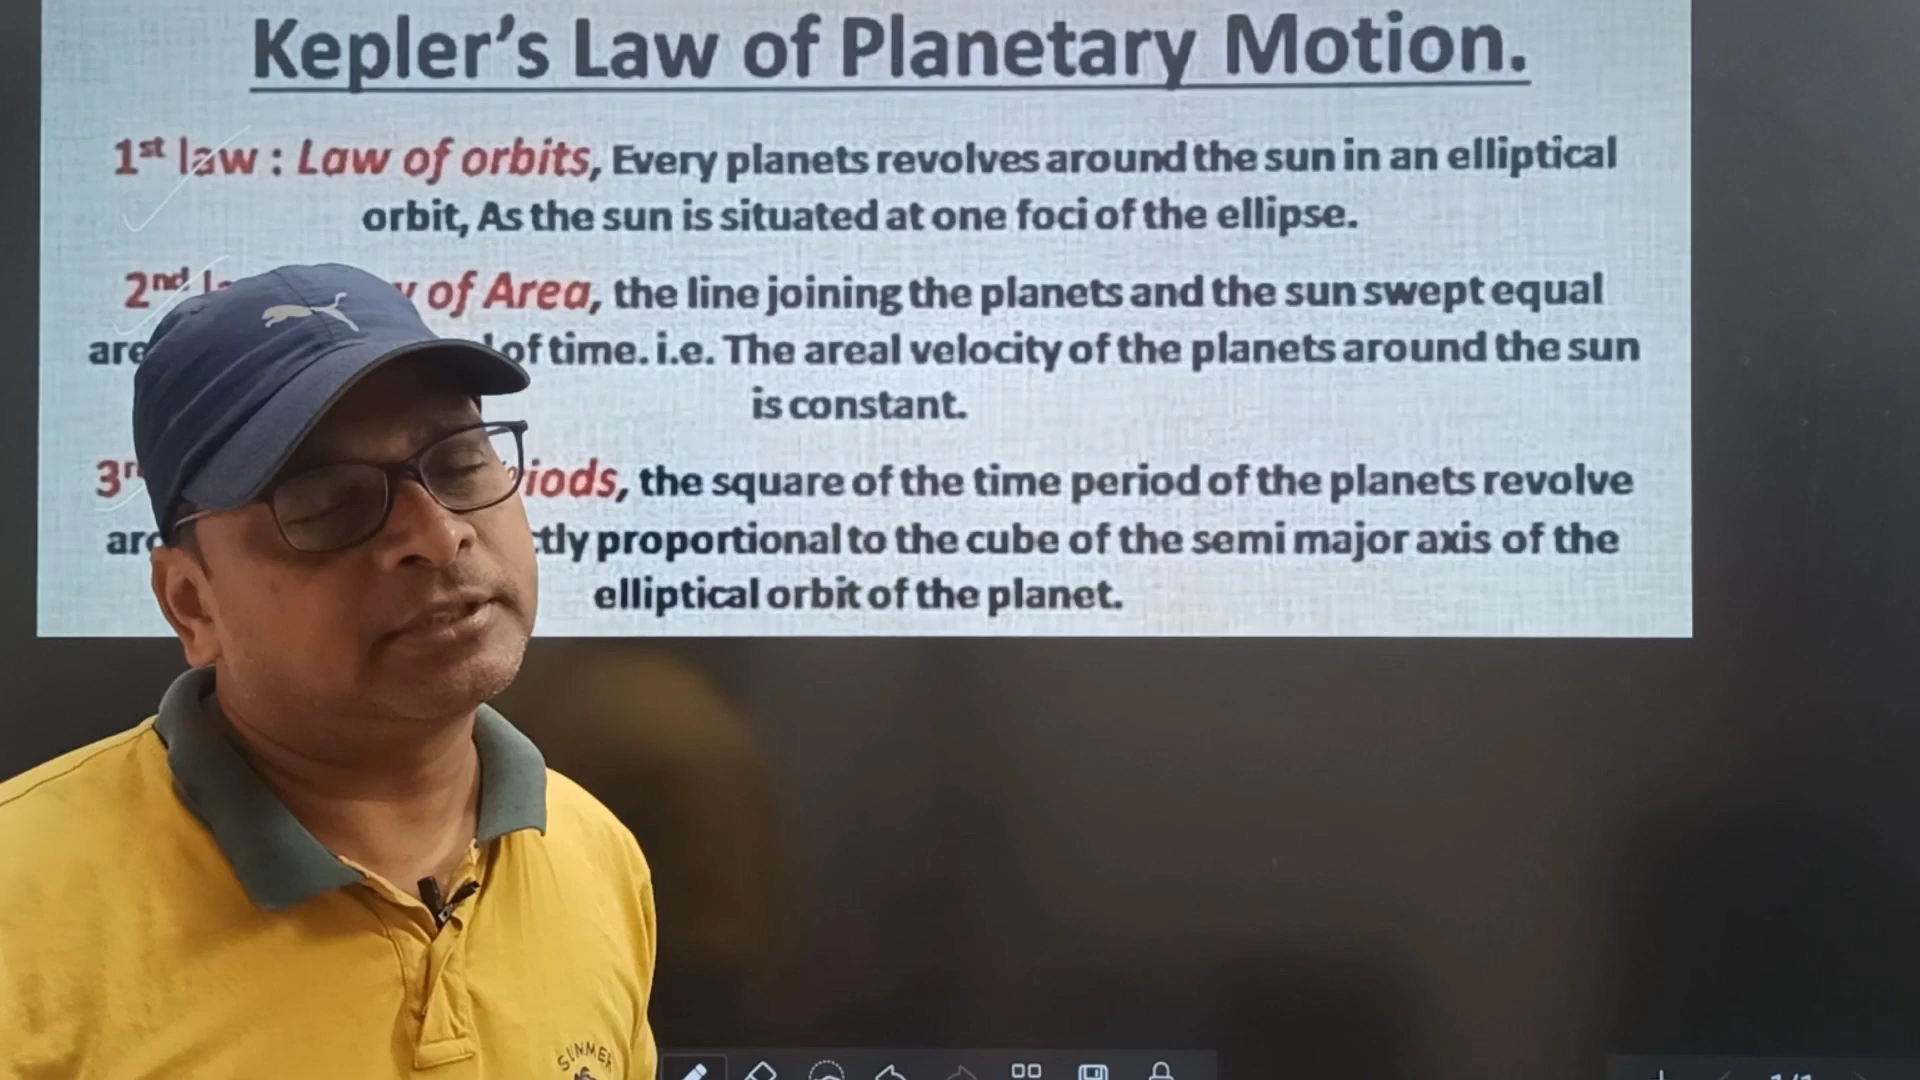 Kepler's Law of Planetary Motion.
1st law : Law of orbits, Every planets revolves around the sun in an elliptical
orbit, As the sun is situated at one foci of the ellipse.
2nd of Area, the line joining the planets and the sun swept equal
of time. i.e. The areal velocity of the planets around the sun
is constant.
the square of the time period of the planets revolve
proportional to the cube of the semi major axis of the
elliptical orbit of the planet.
SUMMER
1/1